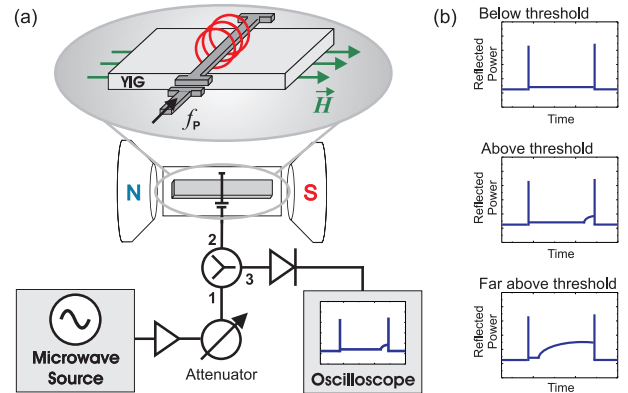 (a)
YIG
H
fP
N
S
2
3
1
Microwave
Source
Attenuator
Oscilloscope
(b)
Below threshold
Reflected
Power
Time
Above threshold
Reflected
Power
Time
Far above threshold
Reflected
Power
Time